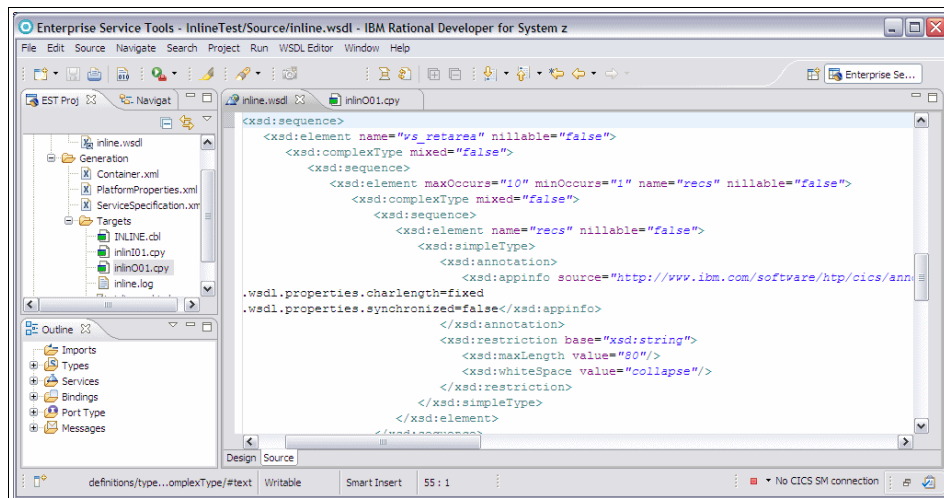 Enterprise Service Tools - InlineTest/Source/inline.wsdl - IBM Rational Developer for System z
File Edit Source Navigate Search Project Run WSDL Editor Window Help
Enterprise Se...
EST Proj
Navigat
inline.wsdl
Generation
Container.xml
PlatformProperties.xml
ServiceSpecification.xm
Targets
INLINE.cbl
inlinI01.cpy
inlinO01.cpy
inline.log
Outline
Imports
Types
Services
Bindings
Port Type
Messages
inline.wsdl
inlinO01.cpy
<xsd:sequence>
<xsd:element name="ws_retarea" nillable="false">
<xsd:complexType mixed="false">
<xsd:sequence>
<xsd:element maxOccurs="10" minOccurs="1" name="recs" nillable="false">
<xsd:complexType mixed="false">
<xsd:sequence>
<xsd:element name="recs" nillable="false">
<xsd:simpleType>
<xsd:annotation>
<xsd:appinfo source="http://www.ibm.com/software/htp/cics/ann
.wsdl.properties.charlength=fixed
.wsdl.properties.synchronized=false</xsd:appinfo>
</xsd:annotation>
<xsd:restriction base="xsd:string">
<xsd:maxLength value="80"/>
<xsd:whiteSpace value="collapse"/>
</xsd:restriction>
</xsd:simpleType>
</xsd:element>
</xsd:sequence>
Design Source
definitions/type...omplexType/#text Writable Smart Insert 55 : 1 No CICS SM connection